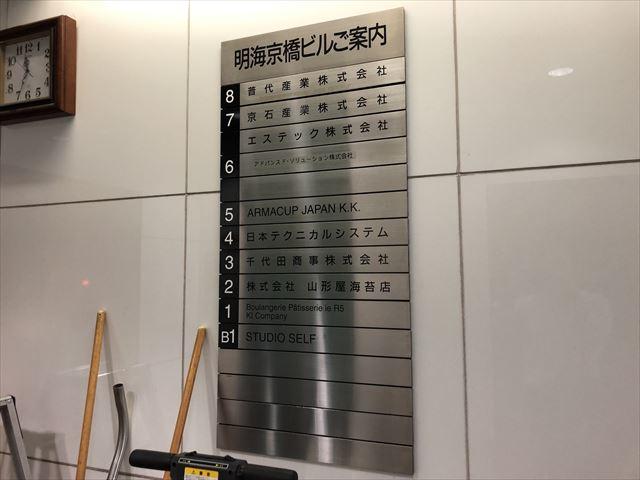 明海京橋ビルご案内
8 普代産業株式会社
7 京石産業株式会社
エステック株式会社
6 アドバンスド・ソリューション株式会社
5 ARMACUP JAPAN K.K.
4 日本テクニカルシステム
3 千代田商事株式会社
2 株式会社 山形屋海苔店
1 Boulangerie Pâtisserie le R5
KI Company
B1 STUDIO SELF